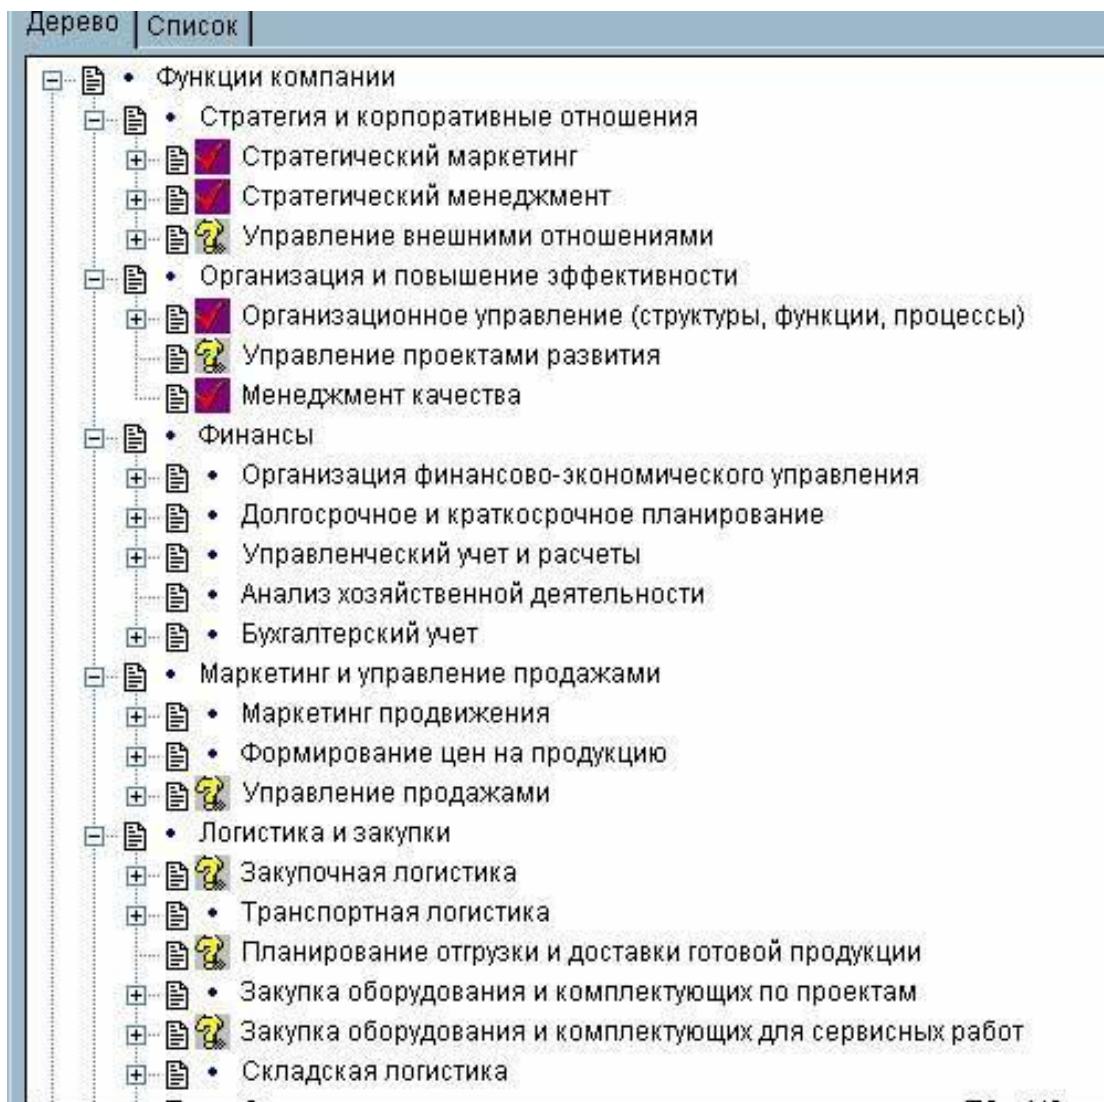 Дерево Список
Функции компании
Стратегия и корпоративные отношения
Стратегический маркетинг
Стратегический менеджмент
Управление внешними отношениями
Организация и повышение эффективности
Организационное управление (структуры, функции, процессы)
Управление проектами развития
Менеджмент качества
Финансы
Организация финансово-экономического управления
Долгосрочное и краткосрочное планирование
Управленческий учет и расчеты
Анализ хозяйственной деятельности
Бухгалтерский учет
Маркетинг и управление продажами
Маркетинг продвижения
Формирование цен на продукцию
Управление продажами
Логистика и закупки
Закупочная логистика
Транспортная логистика
Планирование отгрузки и доставки готовой продукции
Закупка оборудования и комплектующих по проектам
Закупка оборудования и комплектующих для сервисных работ
Складская логистика